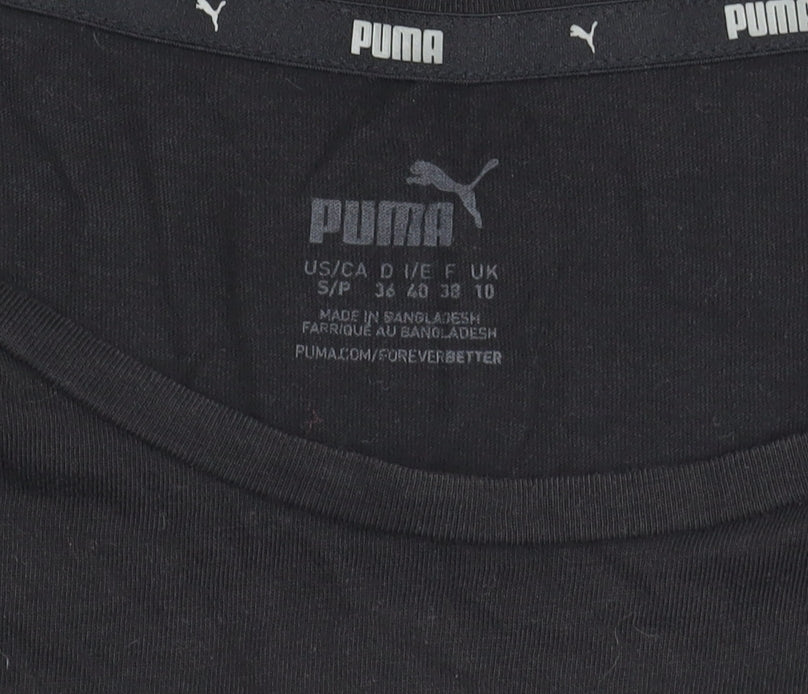 PUMA
PUMA
PUMA
US/CA D I/E F UK
S/P 36 40 38 10
MADE IN BANGLADESH
FABRIQUÉ AU BANGLADESH
PUMA.COM/FOREVERBETTER